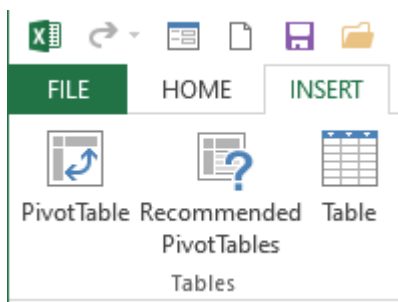 FILE HOME INSERT
PivotTable Recommended Table
PivotTables
Tables